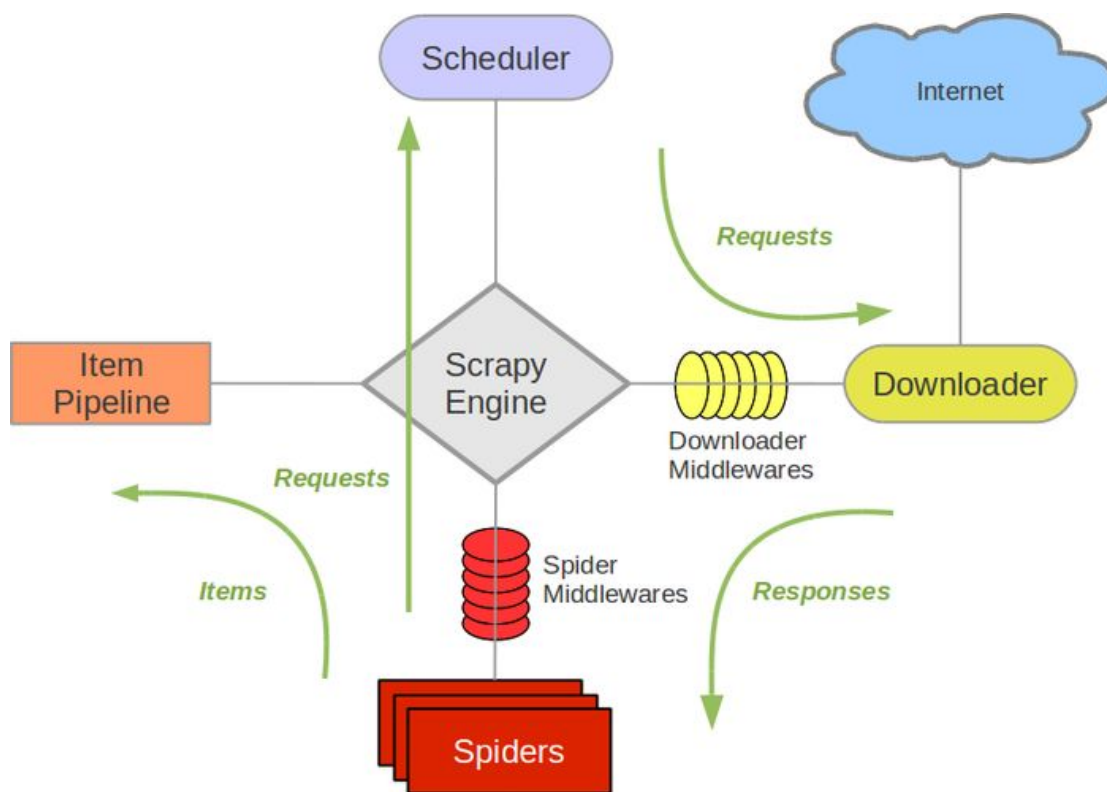 Scheduler
Internet
Requests
Item
Pipeline
Scrapy
Engine
Downloader
Downloader
Middlewares
Requests
Items
Spider
Middlewares
Responses
Spiders